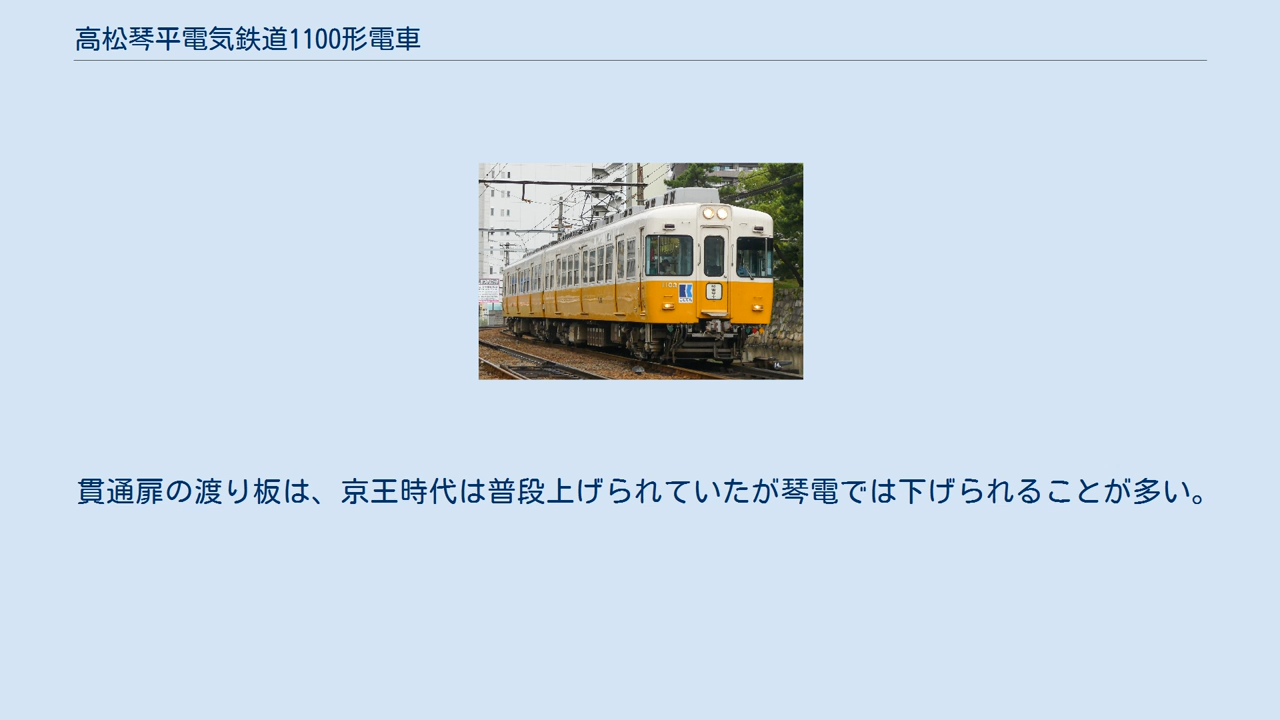 高松琴平電気鉄道1100形電車
貫通扉の渡り板は、京王時代は普段上げられていたが琴電では下げられることが多い。